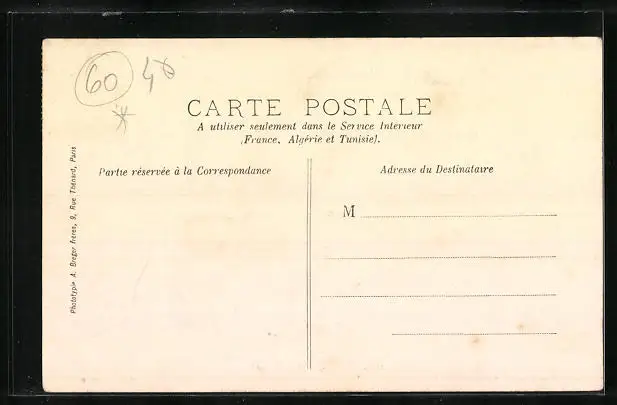 60 48
CARTE POSTALE
A utiliser seulement dans le Service Intérieur
(France, Algérie et Tunisie).
Partie réservée à la Correspondance
Adresse du Destinataire
M
Phototypie A. Breger Frères, 9, Rue Thénard, Paris